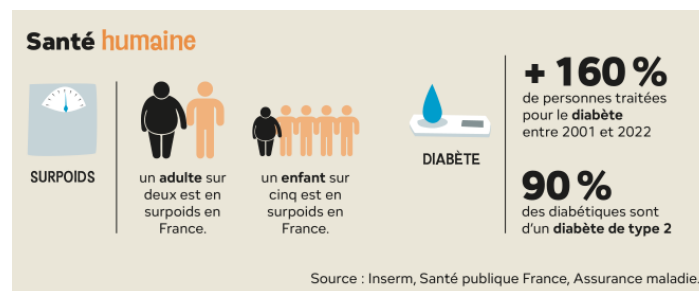 Santé humaine
SURPOIDS
un adulte sur
deux est en
surpoids en
France.
un enfant sur
cinq est en
surpoids en
France.
DIABÈTE
+ 160 %
de personnes traitées
pour le diabète
entre 2001 et 2022
90 %
des diabétiques sont
d'un diabète de type 2
Source : Inserm, Santé publique France, Assurance maladie.